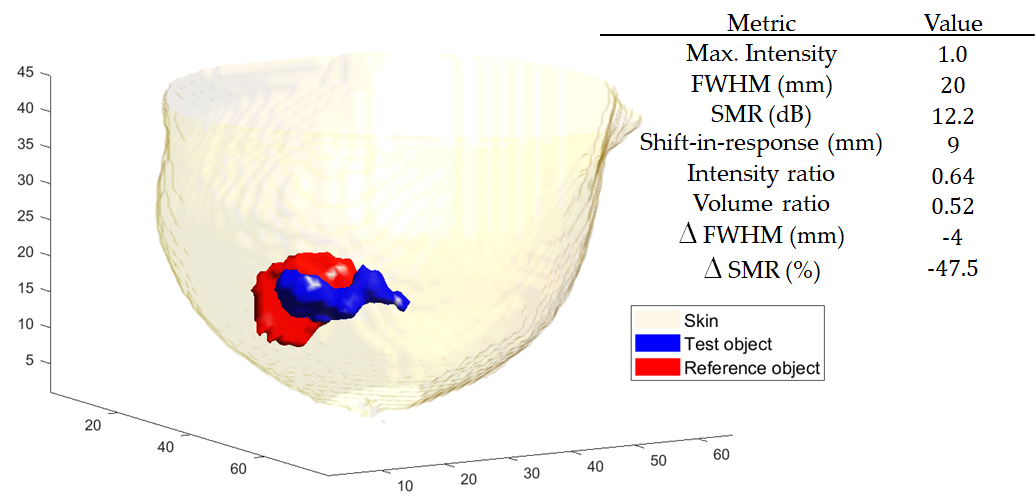 Metric Value
Max. Intensity 1.0
FWHM (mm) 20
SMR (dB) 12.2
Shift-in-response (mm) 9
Intensity ratio 0.64
Volume ratio 0.52
Δ FWHM (mm) -4
Δ SMR (%) -47.5
45
40
35
30
25
20
15
10
5
Skin
Test object
Reference object
20
40
60
10
20
30
40
50
60